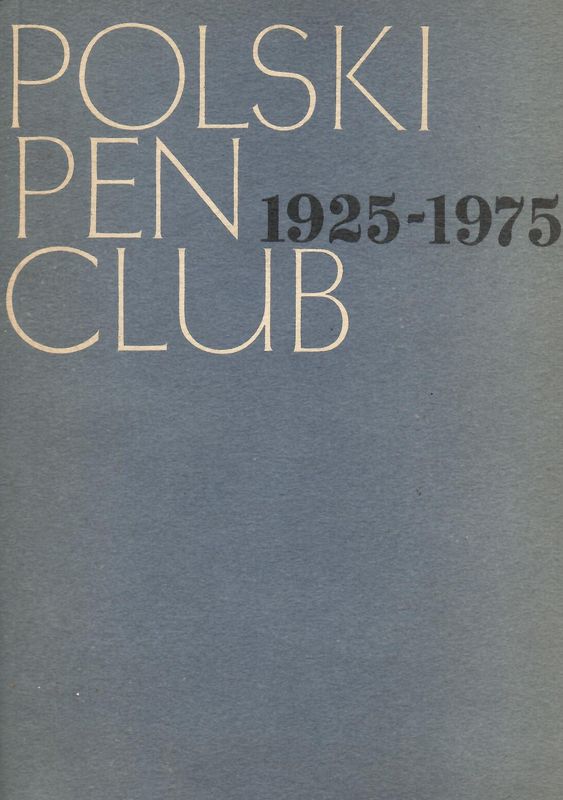 POLSKI
PEN
1925-1975
CLUB